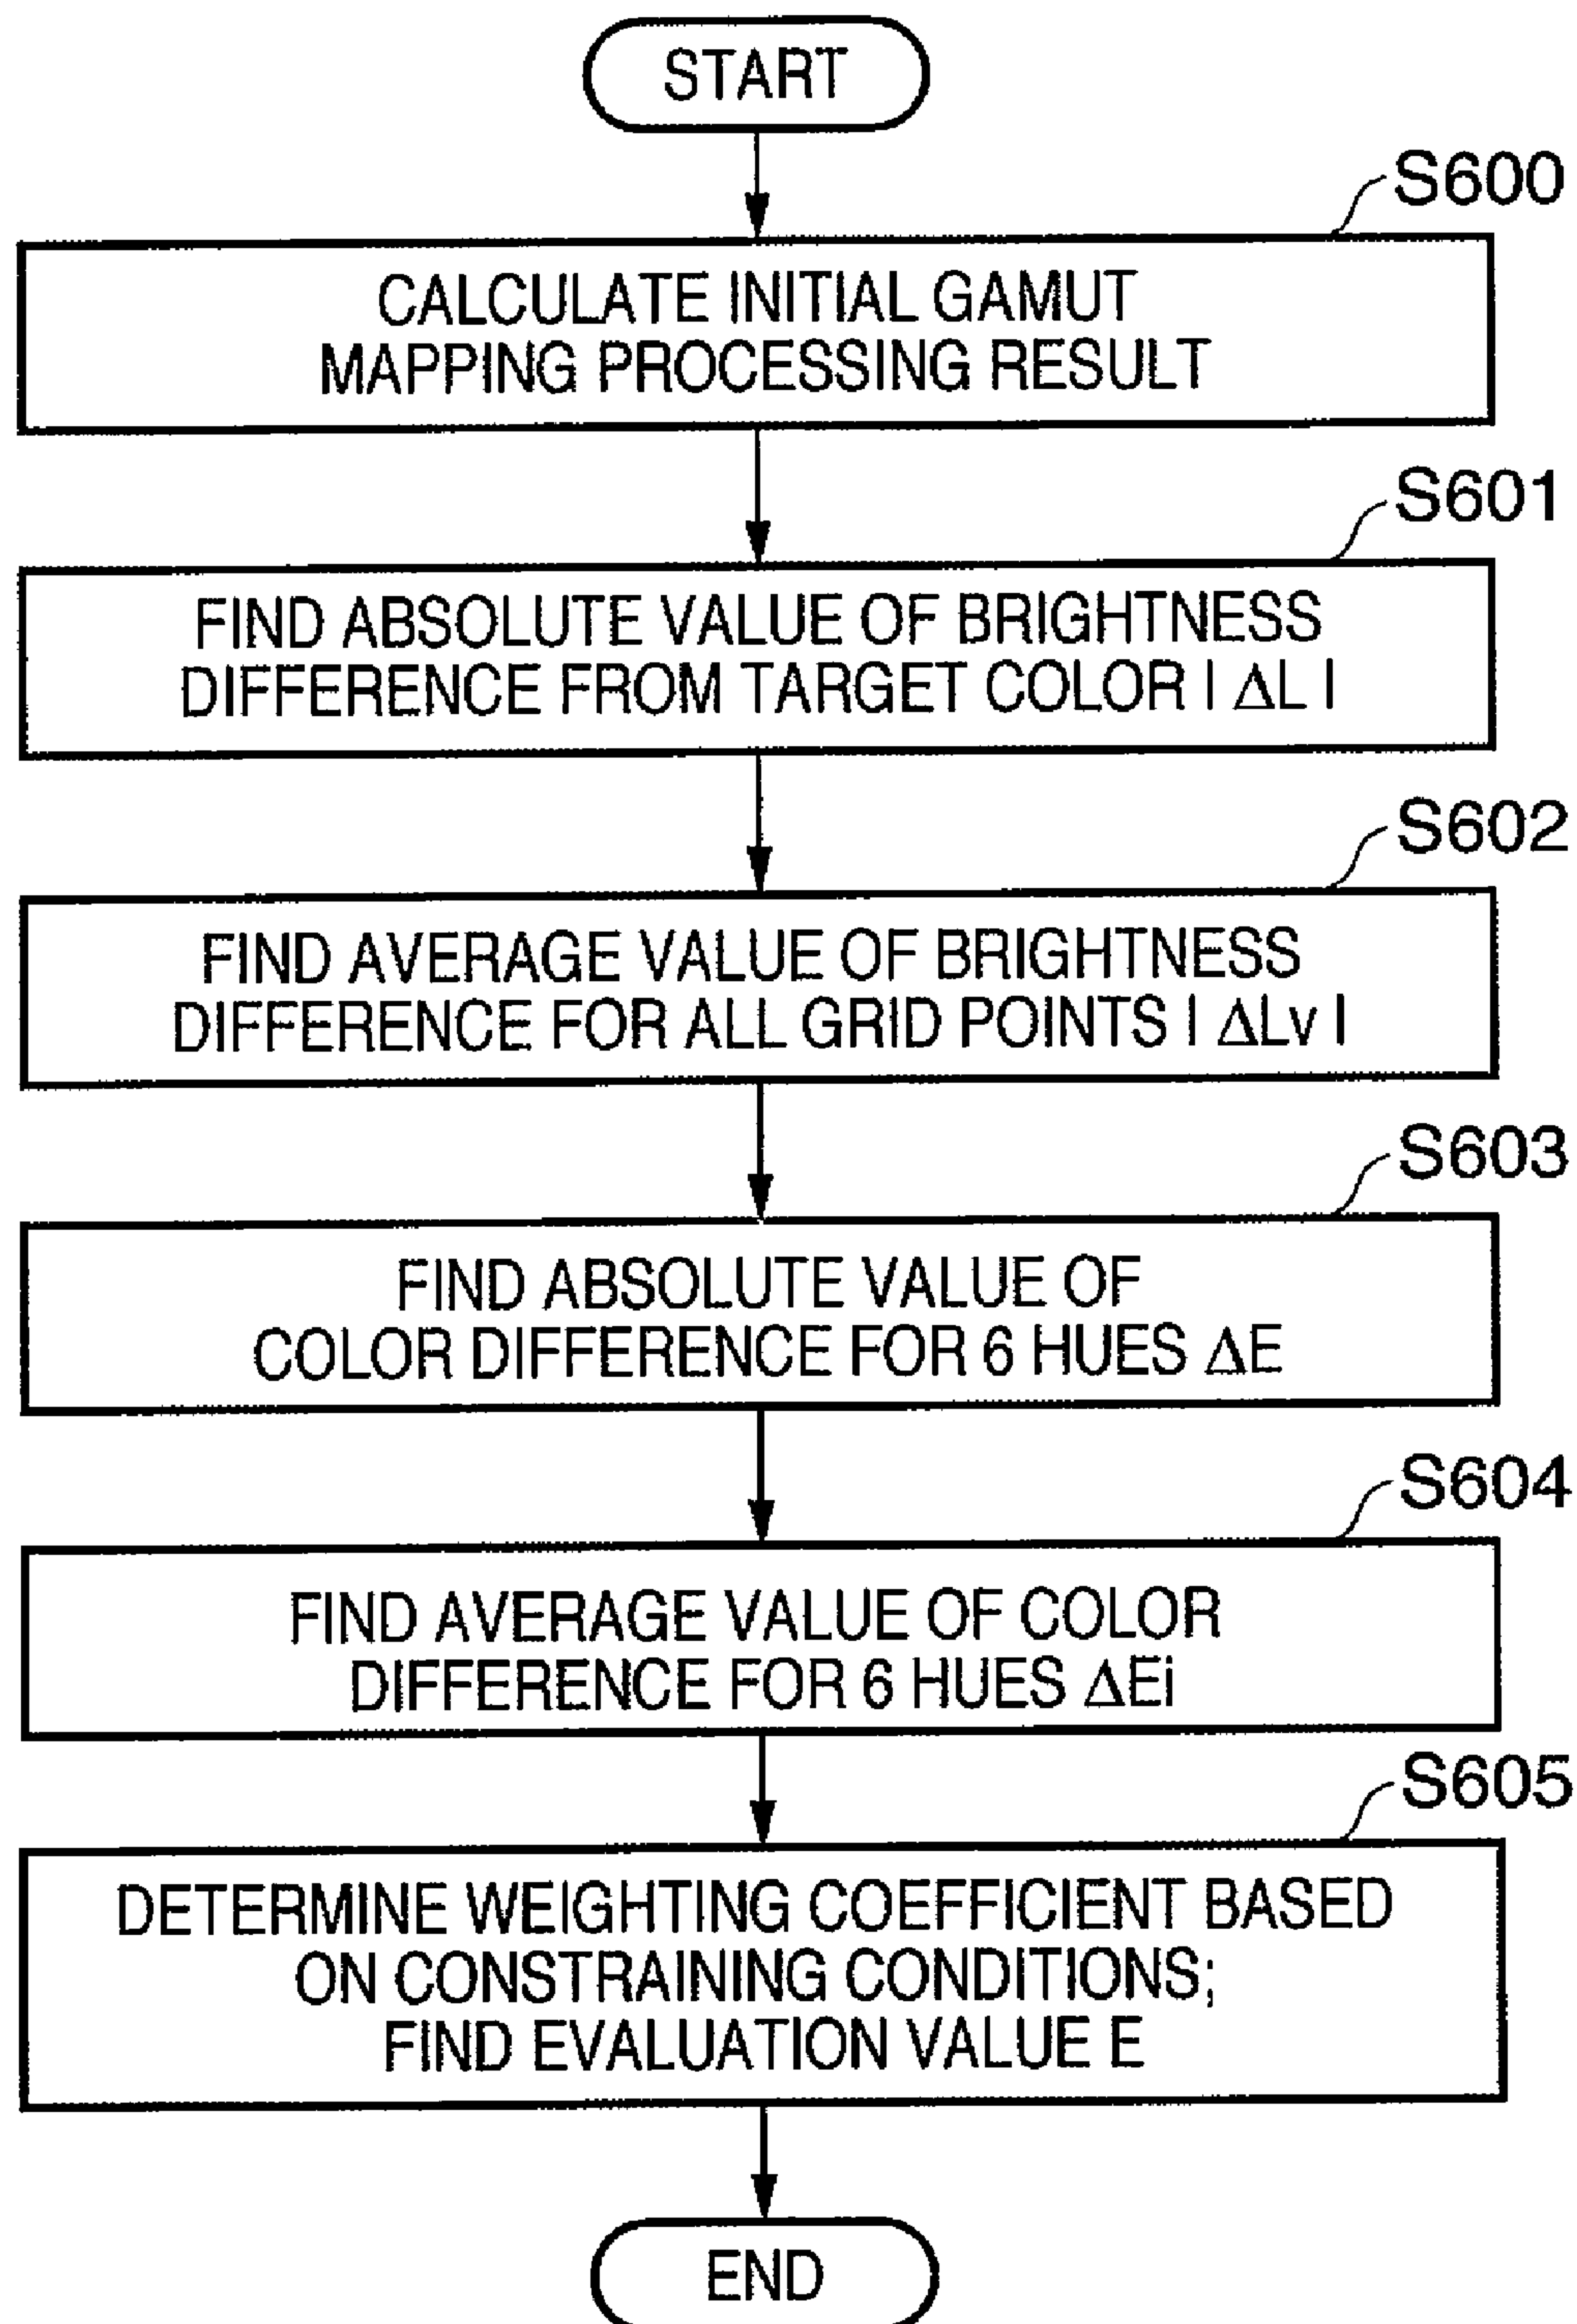 START
S600
CALCULATE INITIAL GAMUT
MAPPING PROCESSING RESULT
S601
FIND ABSOLUTE VALUE OF BRIGHTNESS
DIFFERENCE FROM TARGET COLOR | ΔL |
S602
FIND AVERAGE VALUE OF BRIGHTNESS
DIFFERENCE FOR ALL GRID POINTS | ΔLv |
S603
FIND ABSOLUTE VALUE OF
COLOR DIFFERENCE FOR 6 HUES ΔE
S604
FIND AVERAGE VALUE OF COLOR
DIFFERENCE FOR 6 HUES ΔEi
S605
DETERMINE WEIGHTING COEFFICIENT BASED
ON CONSTRAINING CONDITIONS;
FIND EVALUATION VALUE E
END